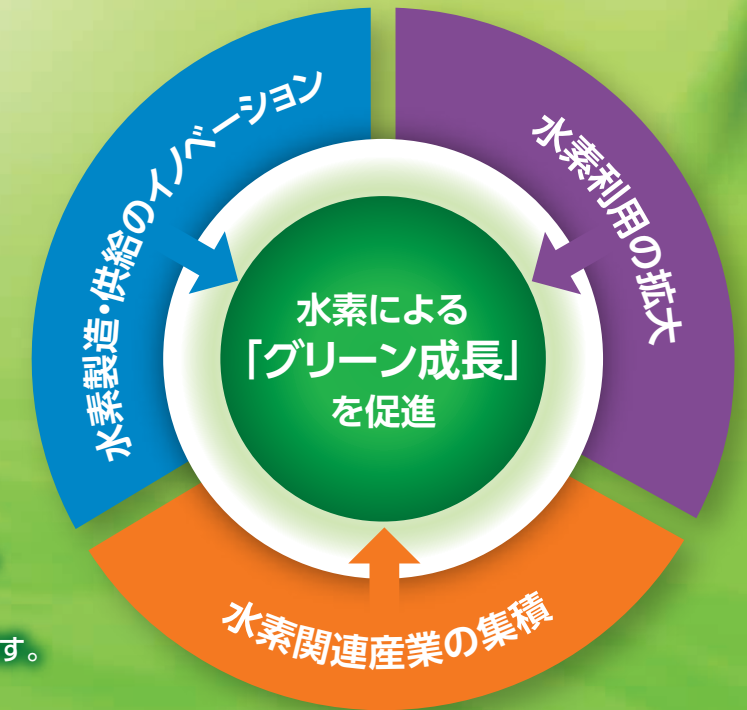 水素製造・供給のイノベーション
水素利用の拡大
水素による
「グリーン成長」
を促進
水素関連産業の集積
す。